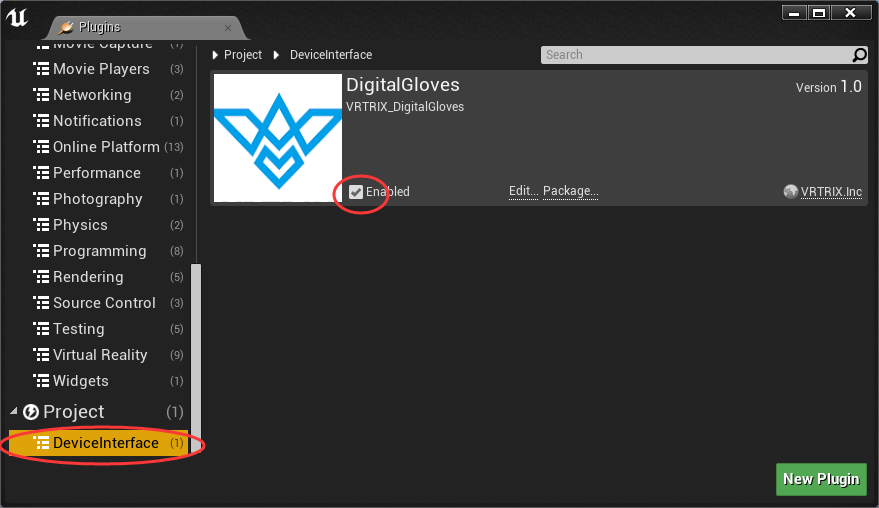 Plugins
Movie Capture (1)
Movie Players (3)
Networking (2)
Notifications (1)
Online Platform (13)
Performance (1)
Photography (1)
Physics (2)
Programming (8)
Rendering (5)
Source Control (3)
Testing (5)
Virtual Reality (9)
Widgets (1)
Project (1)
DeviceInterface (1)
Project DeviceInterface
Search
DigitalGloves
Version 1.0
VRTRIX_DigitalGloves
Enabled
Edit... Package...
VRTRIX.Inc
New Plugin